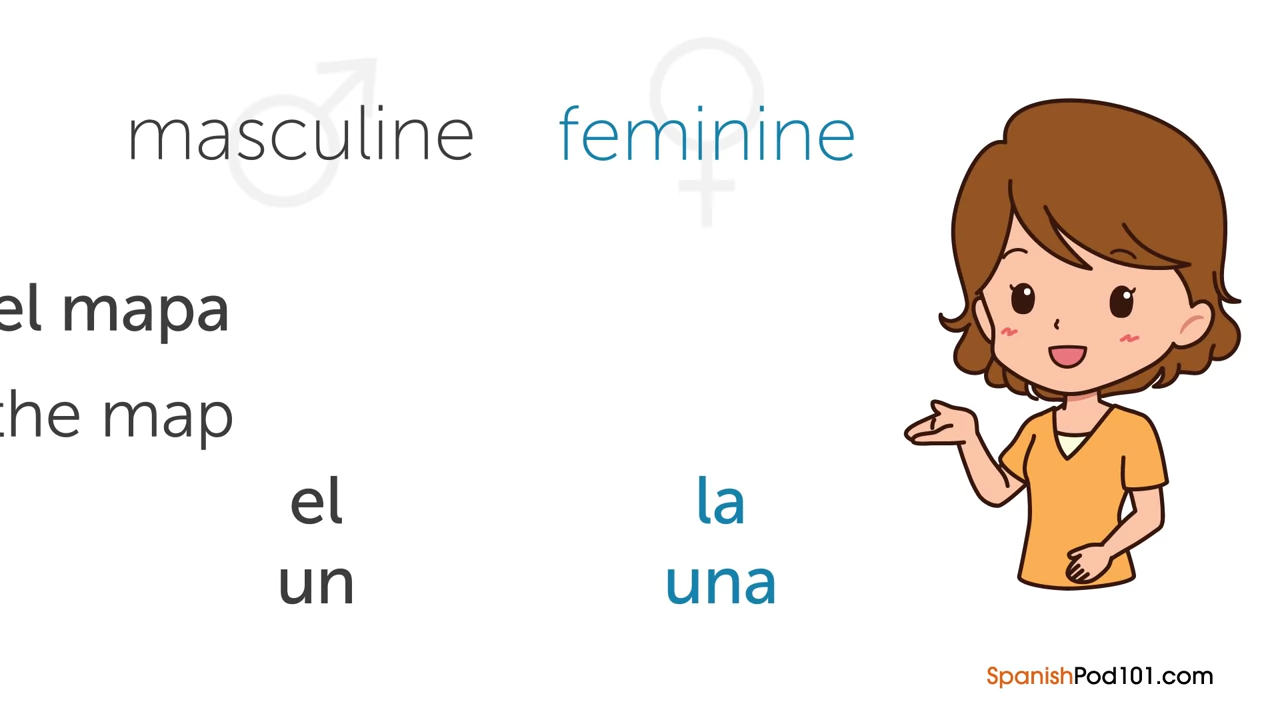 masculine feminine
el mapa
the map
el la
un una
SpanishPod101.com